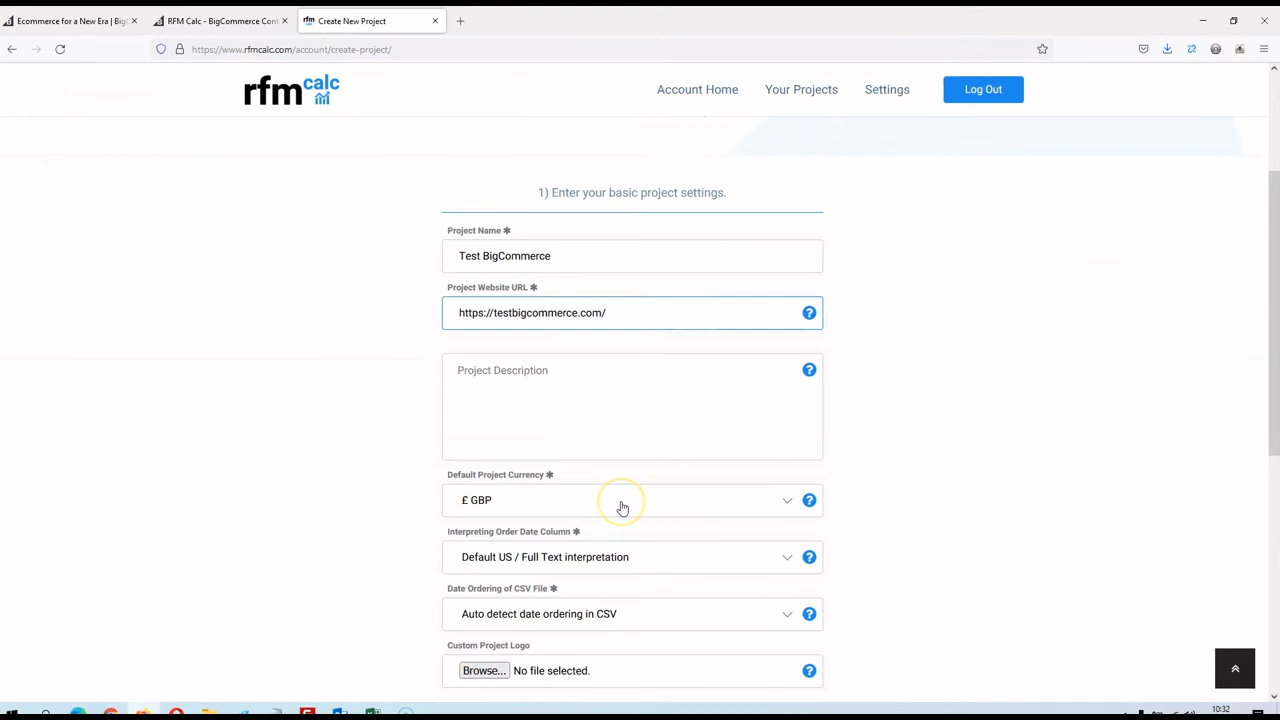 Ecommerce for a New Era | Big
RFM Calc - BigCommerce Cont
Create New Project
https://www.rfmcalc.com/account/create-project/
rfmcalc
Account Home
Your Projects
Settings
Log Out
1) Enter your basic project settings.
Project Name ✱
Test BigCommerce
Project Website URL ✱
https://testbigcommerce.com/
?
Project Description
?
Default Project Currency ✱
£ GBP
?
Interpreting Order Date Column ✱
Default US / Full Text interpretation
?
Date Ordering of CSV File ✱
Auto detect date ordering in CSV
?
Custom Project Logo
Browse... No file selected.
?
10:32